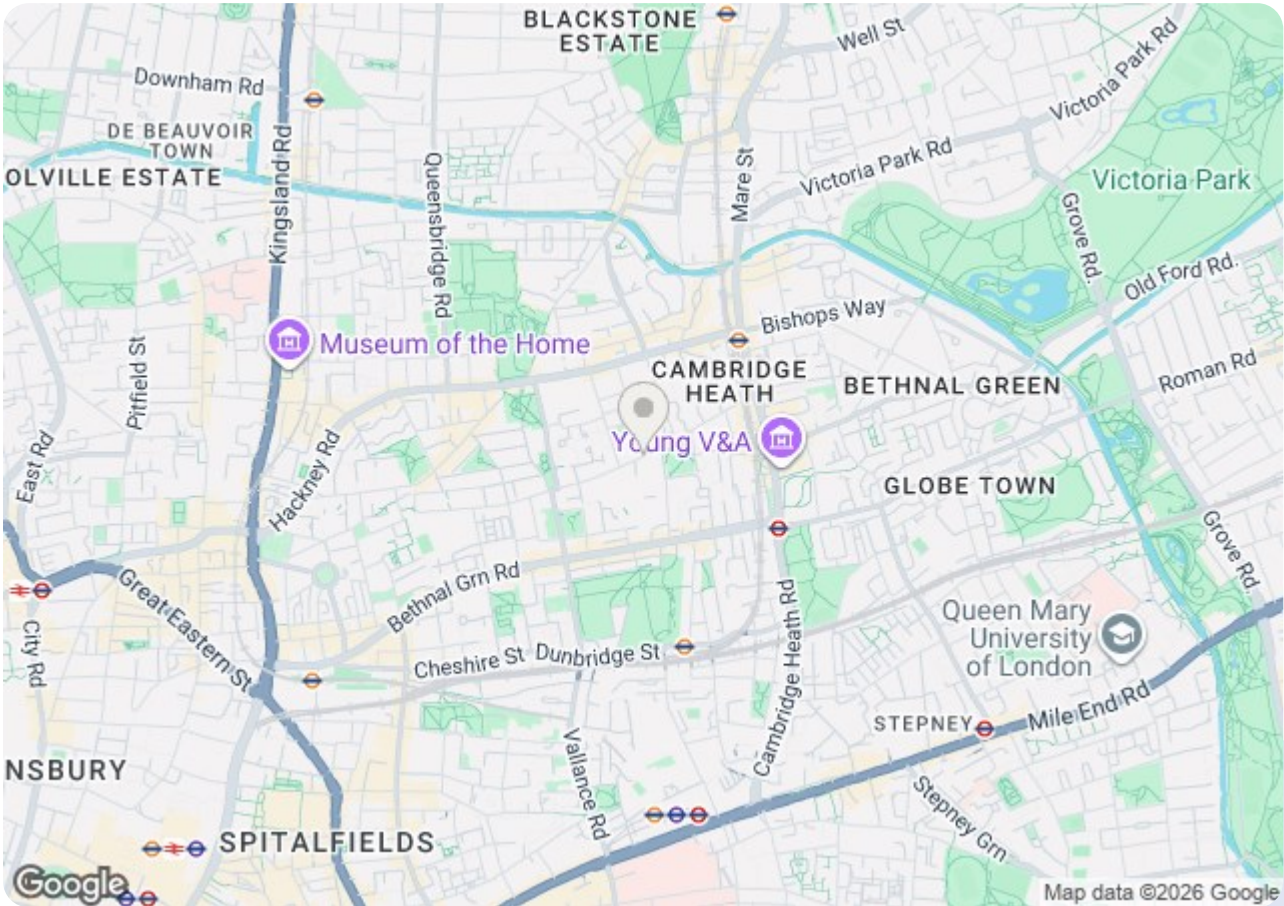 BLACKSTONE
ESTATE
Well St
Victoria Park Rd
Downham Rd
DE BEAUVOIR
TOWN
OLVILLE ESTATE
Kingsland Rd
Queensbridge Rd
Mare St
Victoria Park Rd
Victoria Park
Grove Rd.
Old Ford Rd.
Bishops Way
Museum of the Home
Pitfield St
CAMBRIDGE
HEATH
BETHNAL GREEN
Roman Rd
Young V&A
East Rd
Hackney Rd
GLOBE TOWN
Grove Rd.
Bethnal Grn Rd
Great Eastern St
City Rd
Cheshire St
Dunbridge St
Cambridge Heath Rd
Queen Mary
University
of London
STEPNEY
Mile End Rd
NSBURY
Vallance Rd
Stepney Grn
SPITALFIELDS
Google
Map data ©2026 Google